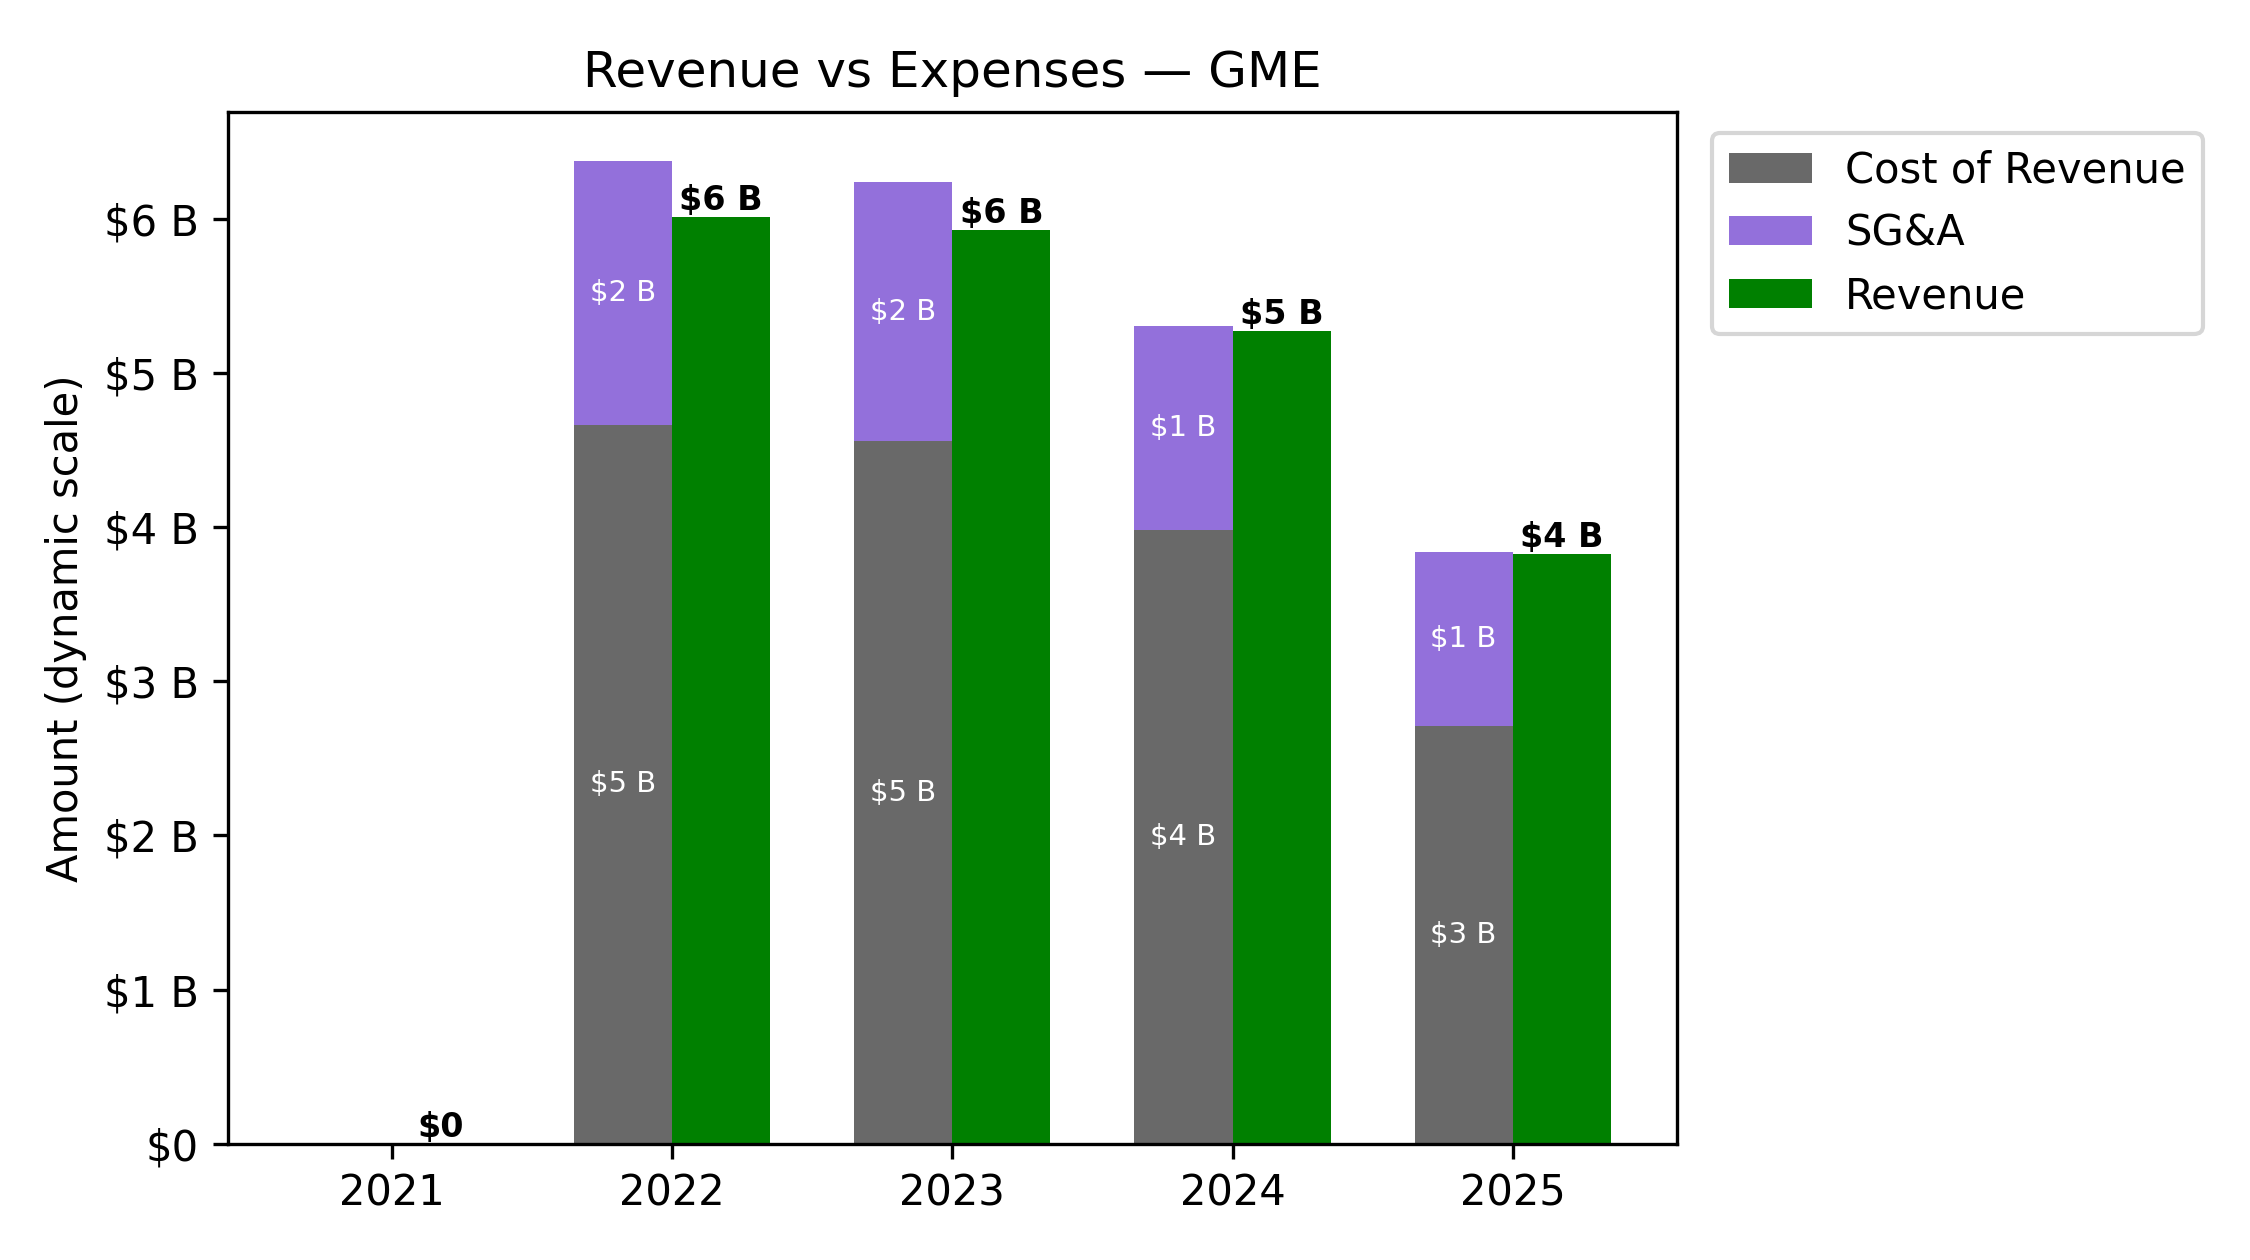 Revenue vs Expenses — GME
Cost of Revenue
SG&A
Revenue
Amount (dynamic scale)
$6 B
$5 B
$4 B
$3 B
$2 B
$1 B
$0
$0
$2 B
$5 B
$6 B
$2 B
$5 B
$6 B
$1 B
$4 B
$5 B
$1 B
$3 B
$4 B
2021
2022
2023
2024
2025